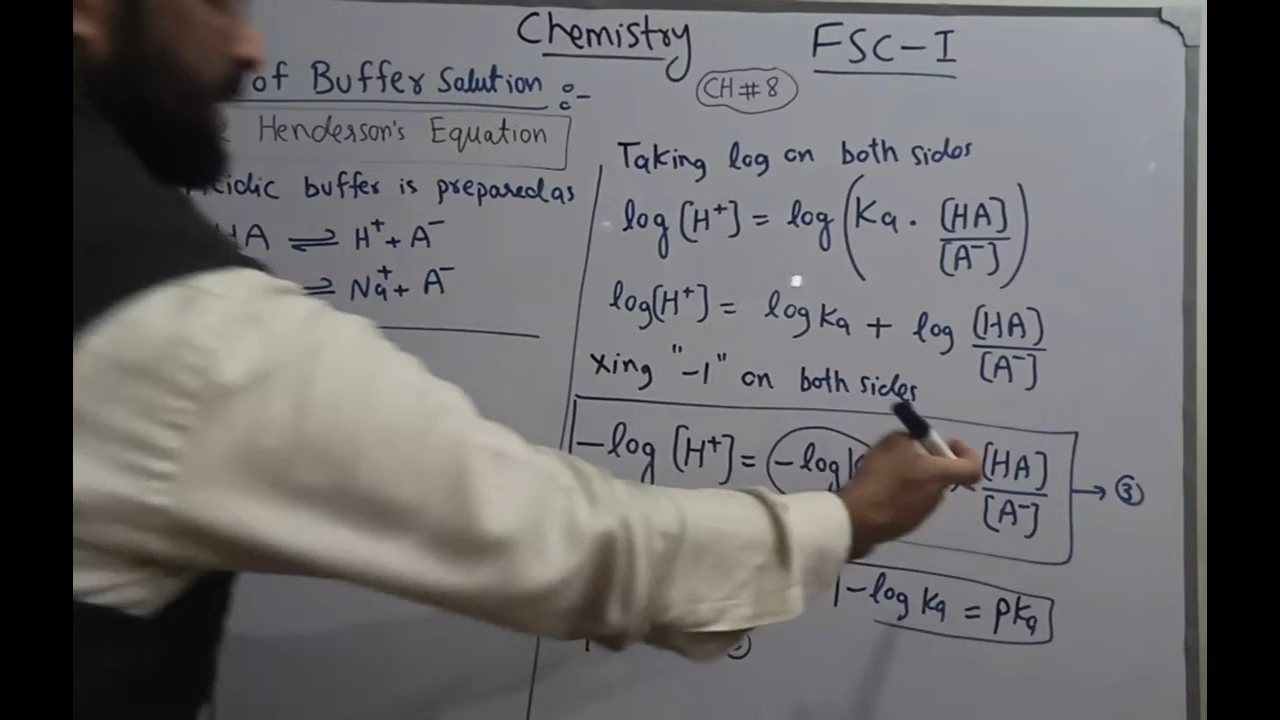 Chemistry FSC-I
CH#8
of Buffer Solution :-
Henderson's Equation
buffer is prepared as
HA ⇌ H⁺ + A⁻
⇌ Na⁺ + A⁻
Taking log on both sides
log [H⁺] = log (Ka · [HA]/[A⁻])
log [H⁺] = log Ka + log [HA]/[A⁻]
xing "-1" on both sides
-log [H⁺] = -log [HA]/[A⁻] → ③
-log Ka = pKa